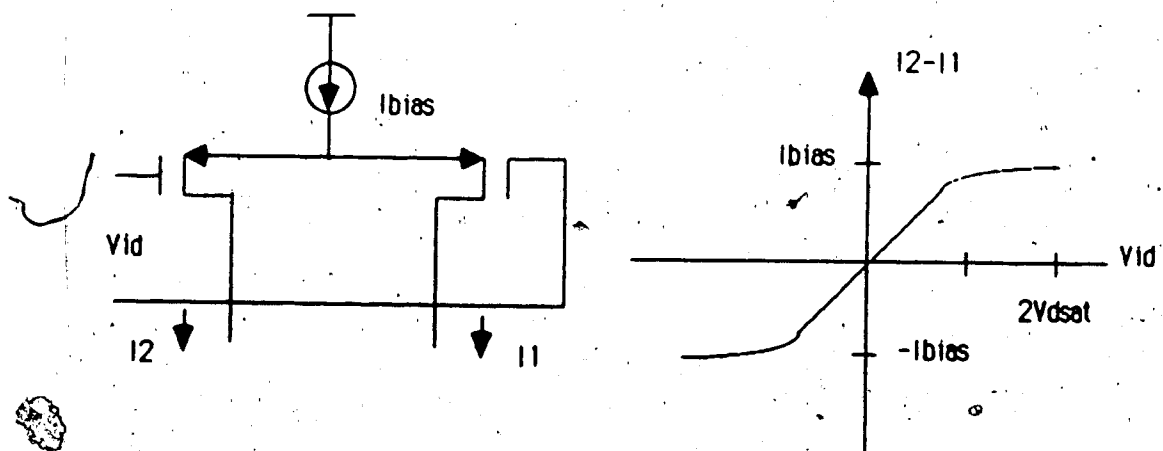 Ibias
Vid
I2
I1
I2-I1
Ibias
Vid
2Vdsat
-Ibias